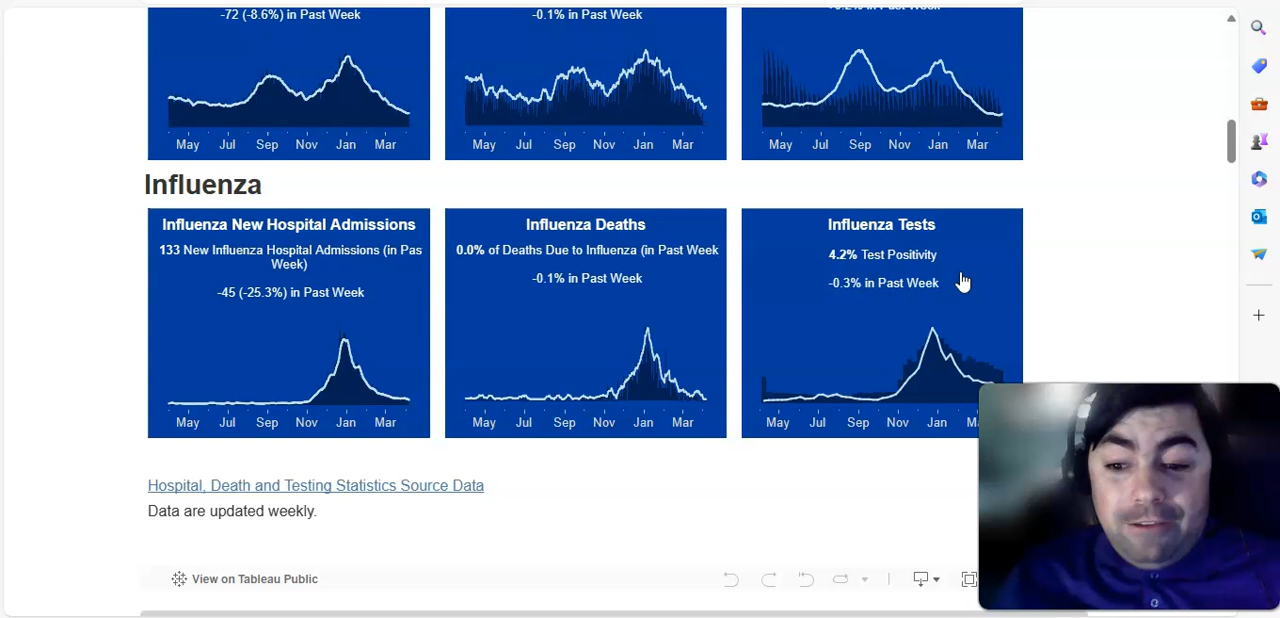 -72 (-8.6%) in Past Week
-0.1% in Past Week
May Jul Sep Nov Jan Mar
May Jul Sep Nov Jan Mar
May Jul Sep Nov Jan Mar
Influenza
Influenza New Hospital Admissions
133 New Influenza Hospital Admissions (in Pas
Week)
-45 (-25.3%) in Past Week
May Jul Sep Nov Jan Mar
Influenza Deaths
0.0% of Deaths Due to Influenza (in Past Week
-0.1% in Past Week
May Jul Sep Nov Jan Mar
Influenza Tests
4.2% Test Positivity
-0.3% in Past Week
May Jul Sep Nov Jan
Hospital, Death and Testing Statistics Source Data
Data are updated weekly.
View on Tableau Public